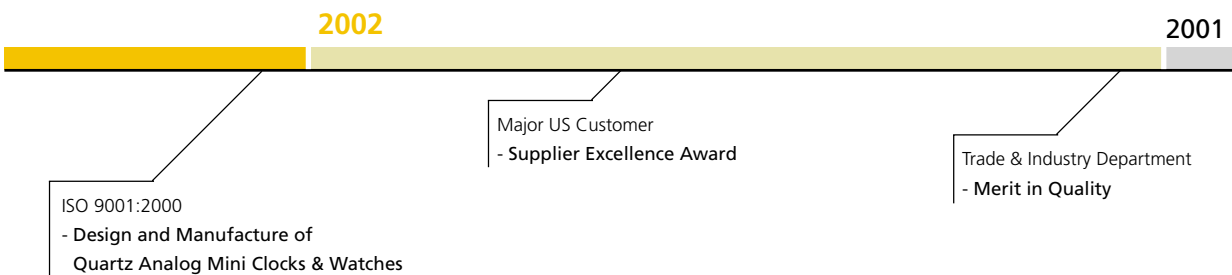 2002
2001
Major US Customer
- Supplier Excellence Award
Trade & Industry Department
- Merit in Quality
ISO 9001:2000
- Design and Manufacture of
Quartz Analog Mini Clocks & Watches